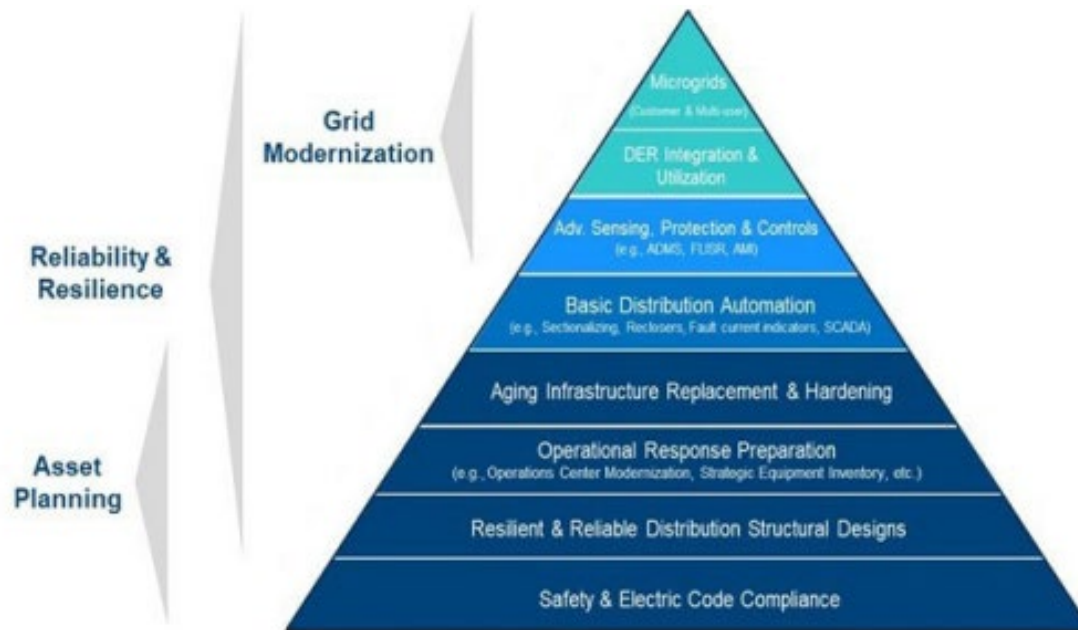 Grid
Modernization
Reliability &
Resilience
Asset
Planning
Microgrids
(Customer & Multi-user)
DER Integration &
Utilization
Adv. Sensing, Protection & Controls
(e.g., ADMS, FLISR, AMI)
Basic Distribution Automation
(e.g., Sectionalizing, Reclosers, Fault current indicators, SCADA)
Aging Infrastructure Replacement & Hardening
Operational Response Preparation
(e.g., Operations Center Modernization, Strategic Equipment Inventory, etc.)
Resilient & Reliable Distribution Structural Designs
Safety & Electric Code Compliance